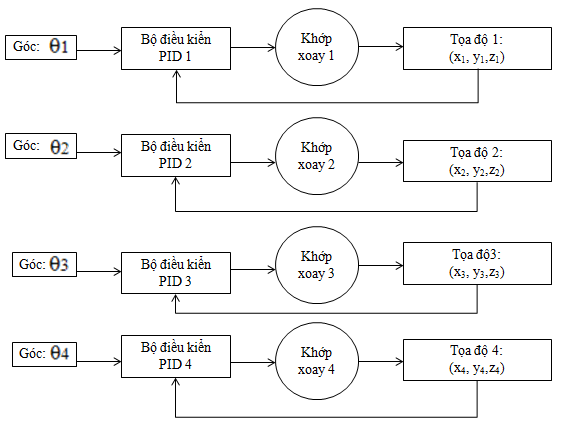 Góc: θ1
Bộ điều kiển
PID 1
Khớp
xoay 1
Tọa độ 1:
(x₁, y₁,z₁)
Góc: θ2
Bộ điều kiển
PID 2
Khớp
xoay 2
Tọa độ 2:
(x₂, y₂,z₂)
Góc: θ3
Bộ điều kiển
PID 3
Khớp
xoay 3
Tọa độ3:
(x₃, y₃,z₃)
Góc: θ4
Bộ điều kiển
PID 4
Khớp
xoay 4
Tọa độ 4:
(x₄, y₄,z₄)